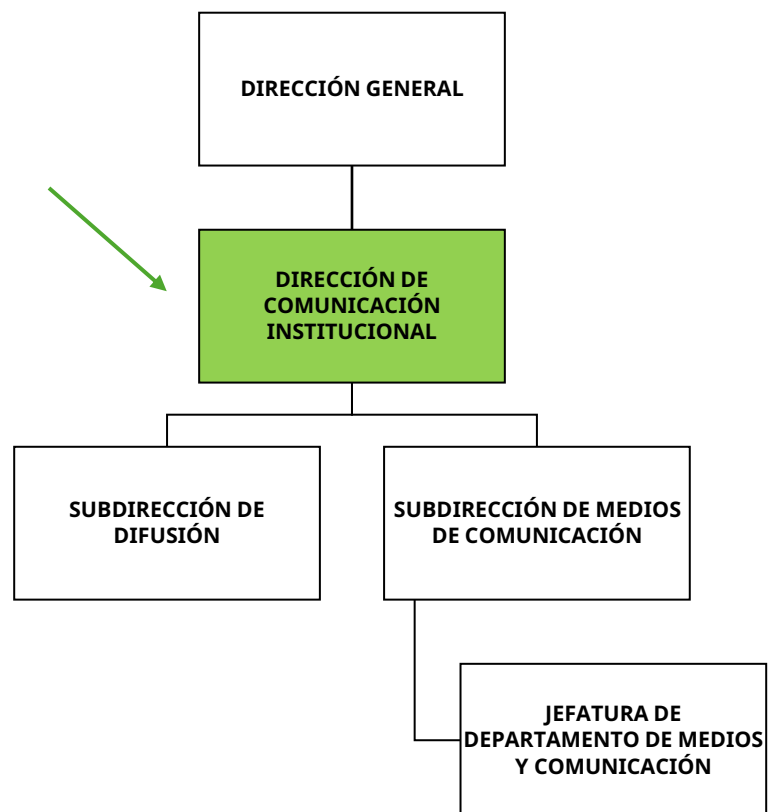 DIRECCIÓN GENERAL
DIRECCIÓN DE
COMUNICACIÓN
INSTITUCIONAL
SUBDIRECCIÓN DE
DIFUSIÓN
SUBDIRECCIÓN DE MEDIOS
DE COMUNICACIÓN
JEFATURA DE
DEPARTAMENTO DE MEDIOS
Y COMUNICACIÓN